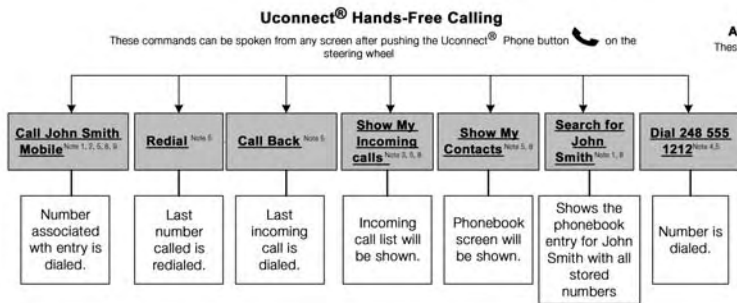 Uconnect® Hands-Free Calling
These commands can be spoken from any screen after pushing the Uconnect® Phone button on the
steering wheel
A
These
Call John Smith
Mobile Note 1, 2, 5, 8, 9
Redial Note 5
Call Back Note 5
Show My
Incoming
calls Note 3, 5, 8
Show My
Contacts Note 5, 8
Search for
John
Smith Note 1, 8
Dial 248 555
1212 Note 4,5
Number
associated
wth entry is
dialed.
Last
number
called is
redialed.
Last
incoming
call is
dialed.
Incoming
call list will
be shown.
Phonebook
screen will
be shown.
Shows the
phonebook
entry for John
Smith with all
stored
numbers
Number is
dialed.